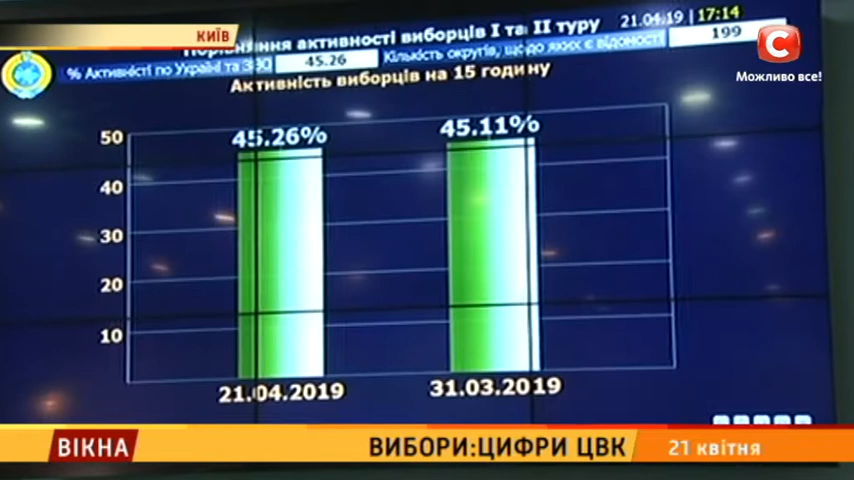 КИЇВ
Порівняння активності виборців I та II туру
21.04.19 | 17:14
% Активністі по Україні та ЗВО 45.26 Кількість округів, щодо яких є відомості 199
Активність виборців на 15 годину
С
Можливо все!
50
45.26%
45.11%
40
30
20
10
21.04.2019
31.03.2019
ВІКНА
ВИБОРИ:ЦИФРИ ЦВК
21 квітня